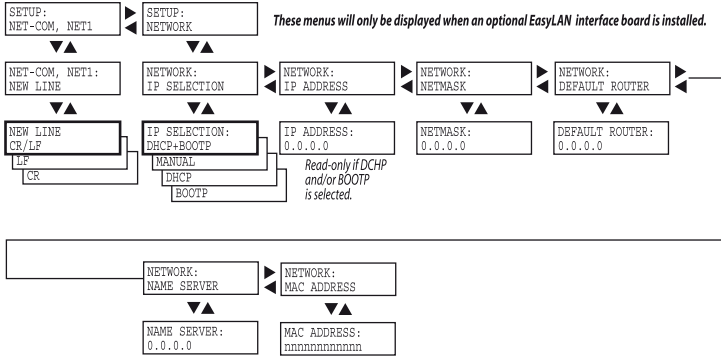 SETUP:
NET-COM, NET1
SETUP:
NETWORK
These menus will only be displayed when an optional EasyLAN interface board is installed.
NET-COM, NET1:
NEW LINE
NETWORK:
IP SELECTION
NETWORK:
IP ADDRESS
NETWORK:
NETMASK
NETWORK:
DEFAULT ROUTER
NEW LINE
CR/LF
LF
CR
IP SELECTION:
DHCP+BOOTP
MANUAL
DHCP
BOOTP
IP ADDRESS:
0.0.0.0
Read-only if DCHP
and/or BOOTP
is selected.
NETMASK:
0.0.0.0
DEFAULT ROUTER:
0.0.0.0
NETWORK:
NAME SERVER
NETWORK:
MAC ADDRESS
NAME SERVER:
0.0.0.0
MAC ADDRESS:
nnnnnnnnnnnn